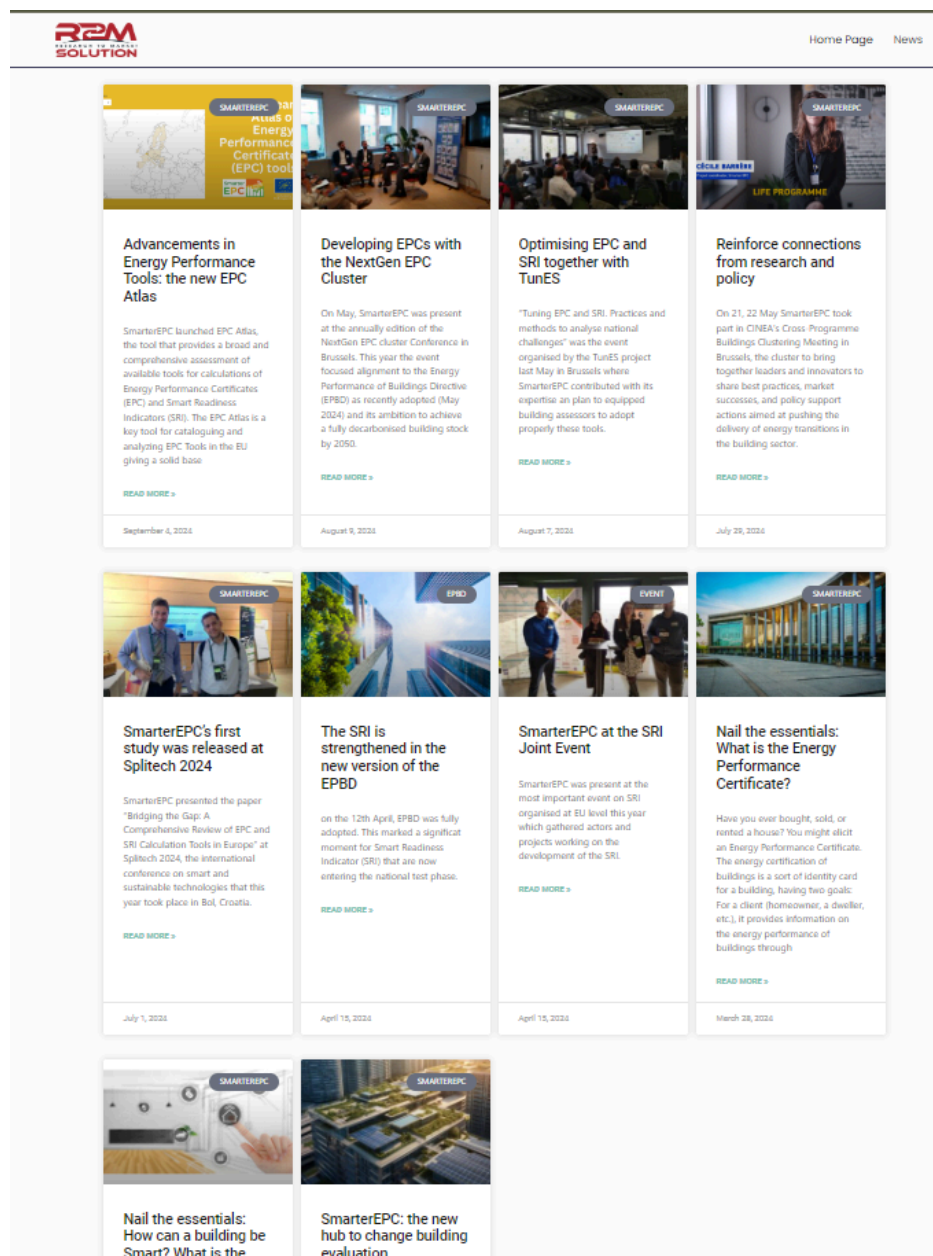 R2M
RESEARCH TO MARKET
SOLUTION
Home Page News
SMARTEREPC
Atlas of
Energy
Performance
Certificate
(EPC) tools
EPC
Advancements in
Energy Performance
Tools: the new EPC
Atlas
SmarterEPC launched EPC Atlas,
the tool that provides a broad and
comprehensive assessment of
available tools for calculations of
Energy Performance Certificates
(EPC) and Smart Readiness
Indicators (SRI). The EPC Atlas is a
key tool for cataloguing and
analyzing EPC Tools in the EU
giving a solid base
READ MORE »
September 4, 2024
SMARTEREPC
Developing EPCs with
the NextGen EPC
Cluster
On May, SmarterEPC was present
at the annually edition of the
NextGen EPC cluster Conference in
Brussels. This year the event
focused alignment to the Energy
Performance of Buildings Directive
(EPBD) as recently adopted (May
2024) and its ambition to achieve
a fully decarbonised building stock
by 2050.
READ MORE »
August 9, 2024
SMARTEREPC
Optimising EPC and
SRI together with
TunES
"Tuning EPC and SRI. Practices and
methods to analyse national
challenges" was the event
organised by the TunES project
last May in Brussels where
SmarterEPC contributed with its
expertise an plan to equipped
building assessors to adopt
properly these tools.
READ MORE »
August 7, 2024
SMARTEREPC
CÉCILE BARRÈRE
LIFE PROGRAMME
Reinforce connections
from research and
policy
On 21, 22 May SmarterEPC took
part in CINEA's Cross-Programme
Buildings Clustering Meeting in
Brussels, the cluster to bring
together leaders and innovators to
share best practices, market
successes, and policy support
actions aimed at pushing the
delivery of energy transitions in
the building sector.
READ MORE »
July 29, 2024
SMARTEREPC
SmarterEPC's first
study was released at
Splitech 2024
SmarterEPC presented the paper
"Bridging the Gap: A
Comprehensive Review of EPC and
SRI Calculation Tools in Europe" at
Splitech 2024, the international
conference on smart and
sustainable technologies that this
year took place in Bol, Croatia.
READ MORE »
July 1, 2024
EPBD
The SRI is
strengthened in the
new version of the
EPBD
on the 12th April, EPBD was fully
adopted. This marked a significat
moment for Smart Readiness
Indicator (SRI) that are now
entering the national test phase.
READ MORE »
April 15, 2024
EVENT
SmarterEPC at the SRI
Joint Event
SmarterEPC was present at the
most important event on SRI
organised at EU level this year
which gathered actors and
projects working on the
development of the SRI.
READ MORE »
April 15, 2024
SMARTEREPC
Nail the essentials:
What is the Energy
Performance
Certificate?
Have you ever bought, sold, or
rented a house? You might elicit
an Energy Performance Certificate.
The energy certification of
buildings is a sort of identity card
for a building, having two goals:
For a client (homeowner, a dweller,
etc.), it provides information on
the energy performance of
buildings through
READ MORE »
March 28, 2024
SMARTEREPC
Nail the essentials:
How can a building be
Smart? What is the
SMARTEREPC
SmarterEPC: the new
hub to change building
evaluation